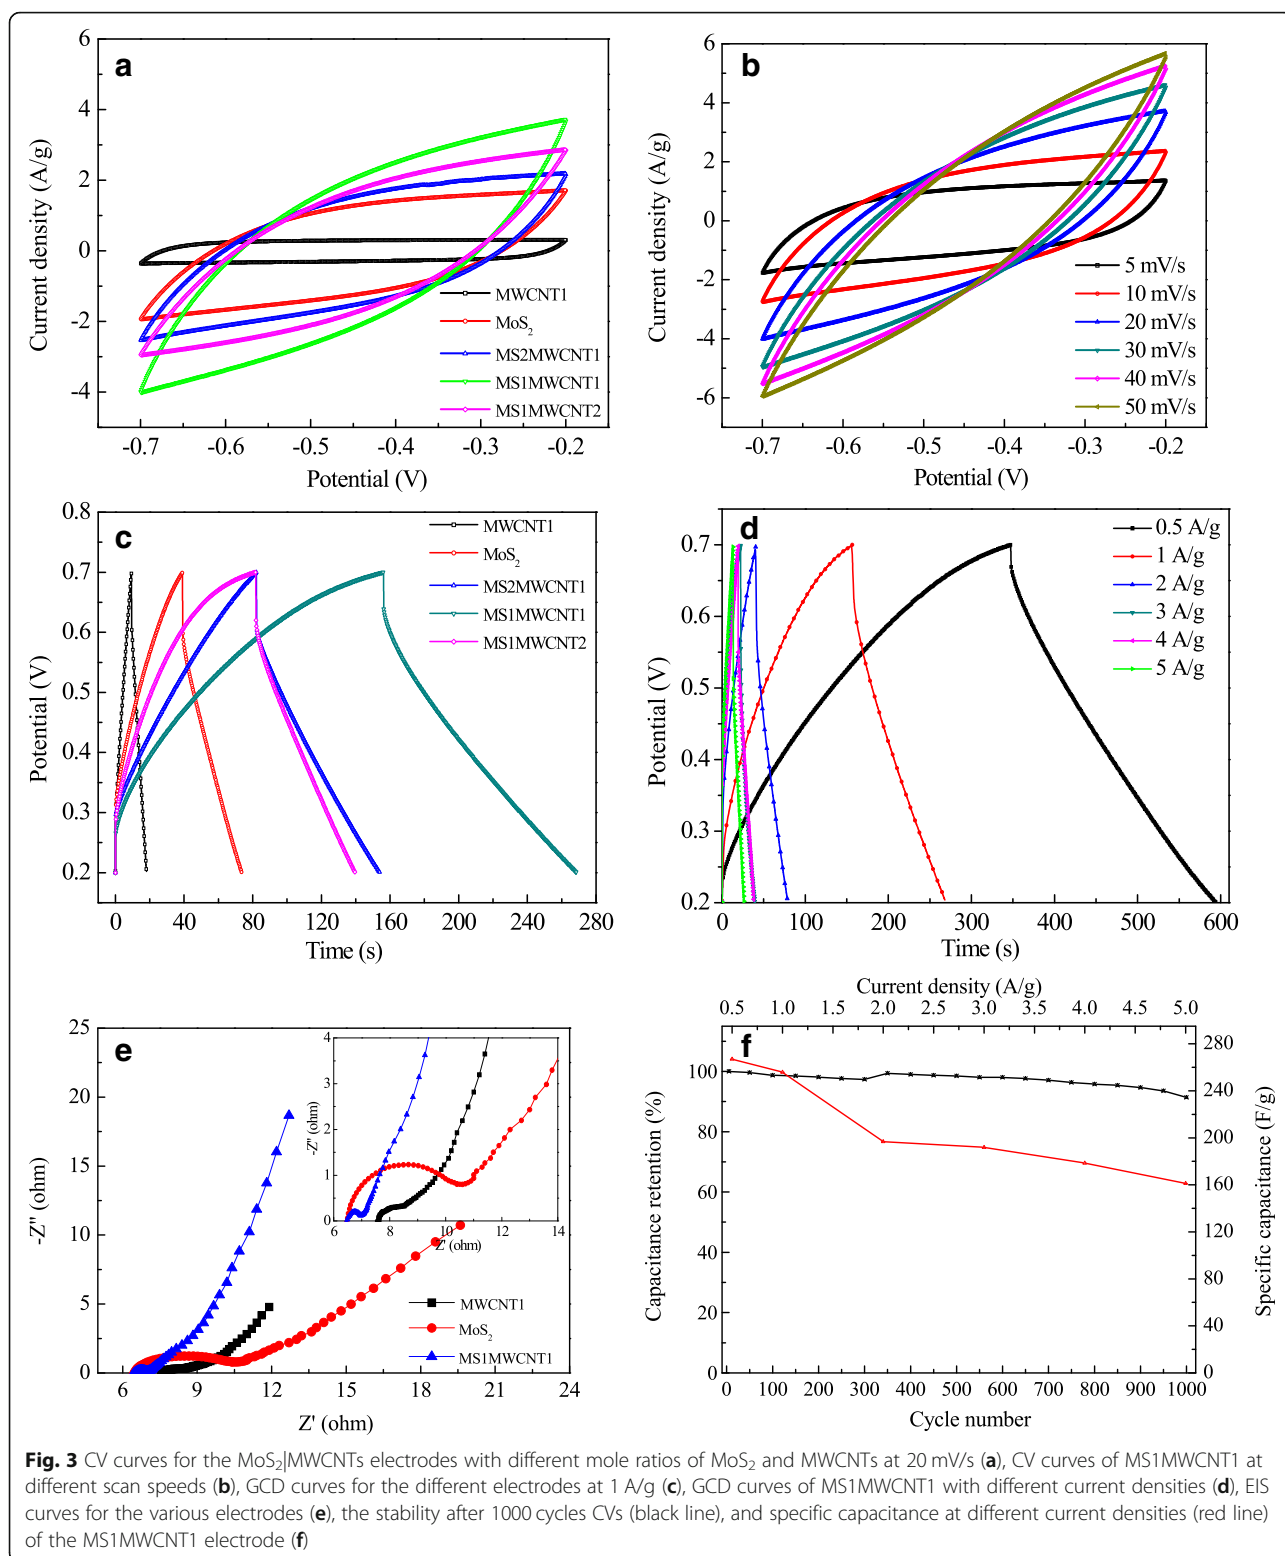 a
6
4
2
0
-2
-4
Current density (A/g)
-0.7 -0.6 -0.5 -0.4 -0.3 -0.2
Potential (V)
MWCNT1
MoS2
MS2MWCNT1
MS1MWCNT1
MS1MWCNT2
b
6
4
2
0
-2
-4
-6
Current density (A/g)
-0.7 -0.6 -0.5 -0.4 -0.3 -0.2
Potential (V)
5 mV/s
10 mV/s
20 mV/s
30 mV/s
40 mV/s
50 mV/s
c
0.8
0.7
0.6
0.5
0.4
0.3
0.2
Potential (V)
0 40 80 120 160 200 240 280
Time (s)
MWCNT1
MoS2
MS2MWCNT1
MS1MWCNT1
MS1MWCNT2
d
0.7
0.6
0.5
0.4
0.3
0.2
Potential (V)
0 100 200 300 400 500 600
Time (s)
0.5 A/g
1 A/g
2 A/g
3 A/g
4 A/g
5 A/g
e
25
20
15
10
5
0
-Z" (ohm)
6 9 12 15 18 21 24
Z' (ohm)
4
3
2
1
0
-Z" (ohm)
6 8 10 12 14
Z' (ohm)
MWCNT1
MoS2
MS1MWCNT1
Current density (A/g)
0.5 1.0 1.5 2.0 2.5 3.0 3.5 4.0 4.5 5.0
f
100
80
60
40
20
0
Capacitance retention (%)
280
240
200
160
120
80
40
0
Specific capacitance (F/g)
0 100 200 300 400 500 600 700 800 900 1000
Cycle number
Fig. 3 CV curves for the MoS2|MWCNTs electrodes with different mole ratios of MoS2 and MWCNTs at 20 mV/s (a), CV curves of MS1MWCNT1 at
different scan speeds (b), GCD curves for the different electrodes at 1 A/g (c), GCD curves of MS1MWCNT1 with different current densities (d), EIS
curves for the various electrodes (e), the stability after 1000 cycles CVs (black line), and specific capacitance at different current densities (red line)
of the MS1MWCNT1 electrode (f)